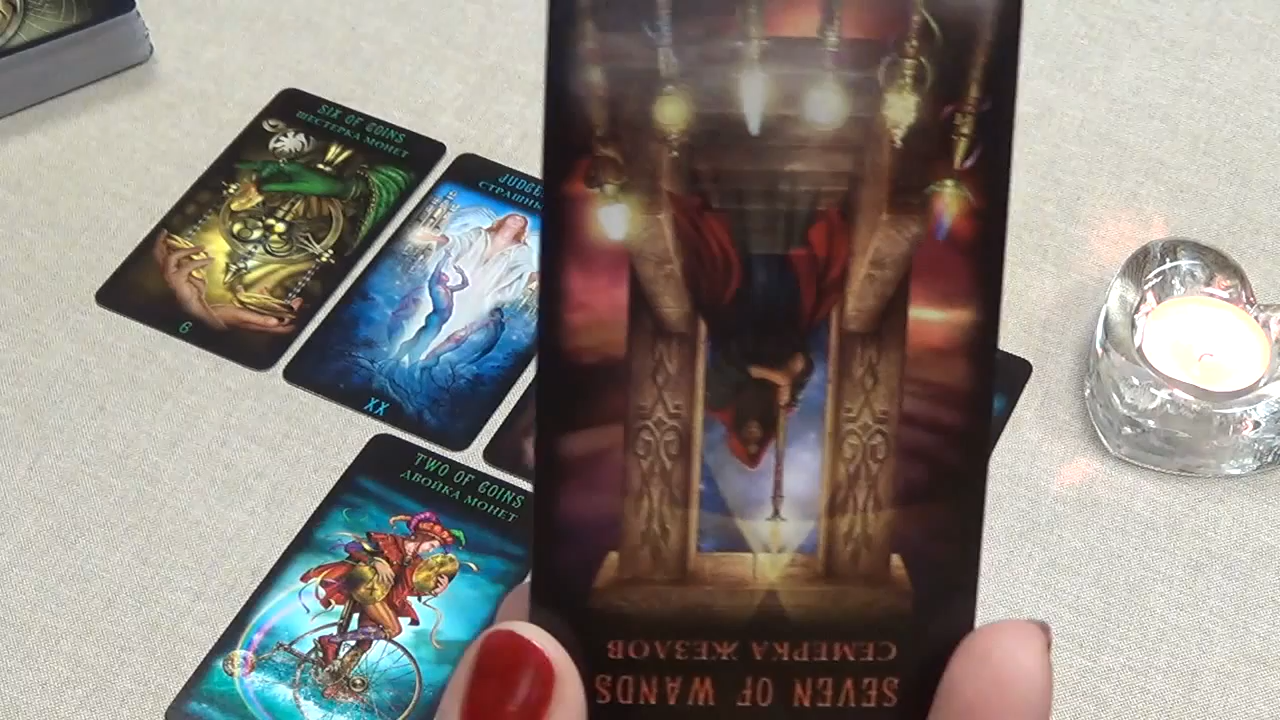 SIX OF COINS
ШЕСТЕРКА МОНЕТ
6
XX
TWO OF COINS
ДВОЙКА МОНЕТ
СЕМЕРКА ЖЕЗЛОВ
SEVEN OF WANDS